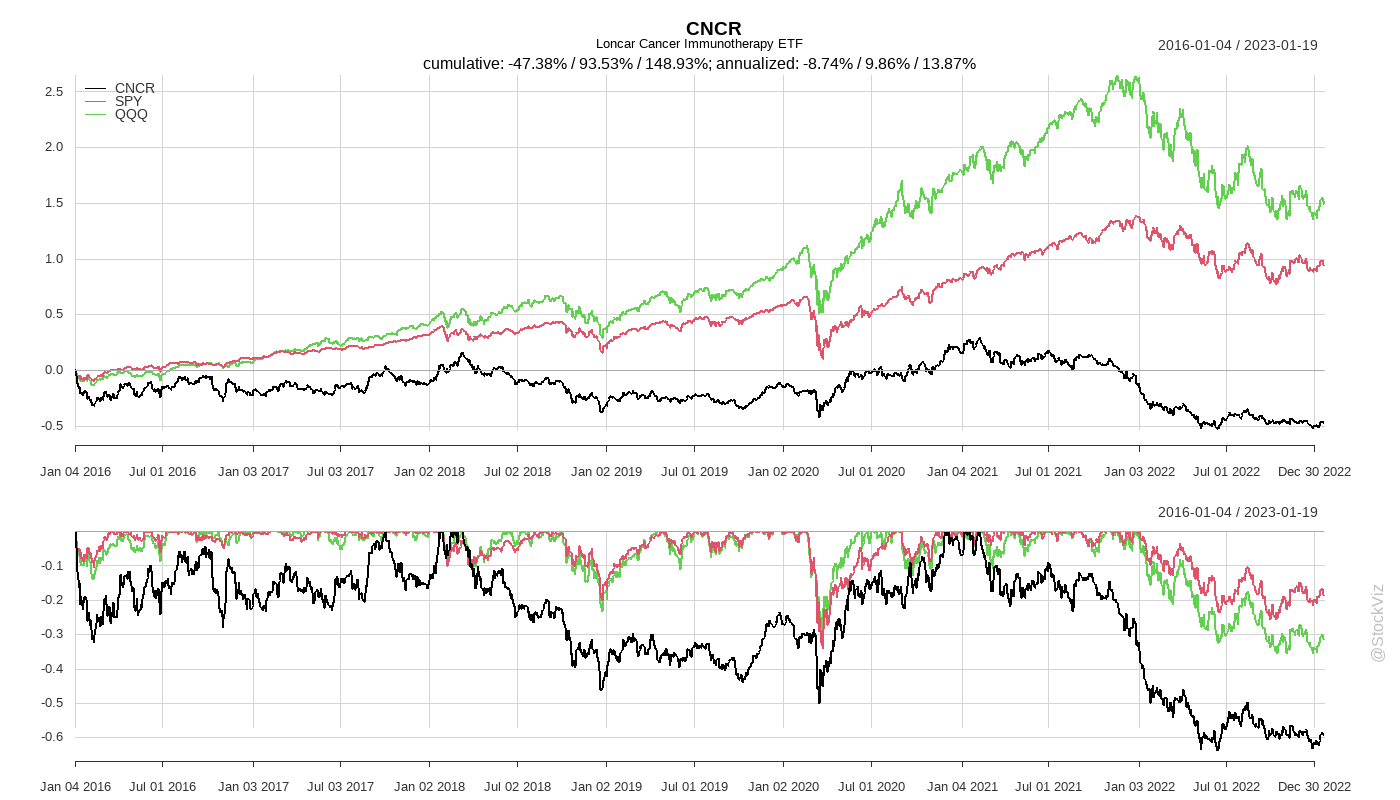 CNCR
Loncar Cancer Immunotherapy ETF
2016-01-04 / 2023-01-19
cumulative: -47.38% / 93.53% / 148.93%; annualized: -8.74% / 9.86% / 13.87%
CNCR
SPY
QQQ
2.5
2.0
1.5
1.0
0.5
0.0
-0.5
Jan 04 2016 Jul 01 2016 Jan 03 2017 Jul 03 2017 Jan 02 2018 Jul 02 2018 Jan 02 2019 Jul 01 2019 Jan 02 2020 Jul 01 2020 Jan 04 2021 Jul 01 2021 Jan 03 2022 Jul 01 2022 Dec 30 2022
2016-01-04 / 2023-01-19
-0.1
-0.2
-0.3
-0.4
-0.5
-0.6
Jan 04 2016 Jul 01 2016 Jan 03 2017 Jul 03 2017 Jan 02 2018 Jul 02 2018 Jan 02 2019 Jul 01 2019 Jan 02 2020 Jul 01 2020 Jan 04 2021 Jul 01 2021 Jan 03 2022 Jul 01 2022 Dec 30 2022
@StockViz